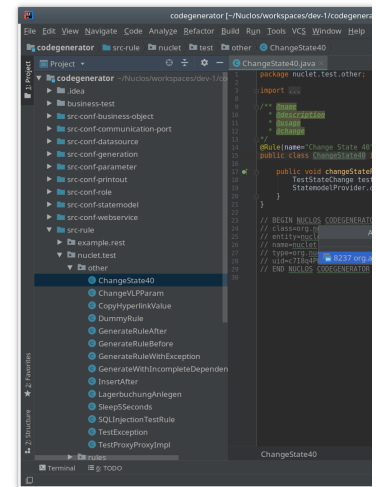 codegenerator [~/Nuclos/workspaces/dev-1/codegenera
File Edit View Navigate Code Analyze Refactor Build Run Tools VCS Window Help
codegenerator src-rule nuclet test other ChangeState40
Project
ChangeState40.java
1: Project
codegenerator ~/Nuclos/workspaces/dev-1/co
.idea
business-test
src-conf-business-object
src-conf-communication-port
src-conf-datasource
src-conf-generation
src-conf-parameter
src-conf-printout
src-conf-role
src-conf-statemodel
src-conf-webservice
src-rule
example.rest
nuclet.test
other
ChangeState40
ChangeVLPParam
CopyHyperlinkValue
DummyRule
GenerateRuleAfter
GenerateRuleBefore
GenerateRuleWithException
GenerateWithIncompleteDependen
InsertAfter
LagerbuchungAnlegen
Sleep5Seconds
SQLInjectionTestRule
TestException
TestProxyProxyImpl
rules
2: Favorites
2: Structure
package nuclet.test.other;
import ...
/** @name
* @description
* @usage
* @change
*/
@Rule(name="Change State 40"
public class ChangeState40
public void changeStateF
TestStateChange test
StatemodelProvider.c
}
}
// BEGIN NUCLOS CODEGENERATO
// class=org.nu
// entity=nucle
// name=nuclet
// type=org.nu
// uid=c7I8q4P
// END NUCLOS CODEGENERATOR
8237 org.a
ChangeState40
Terminal 6: TODO